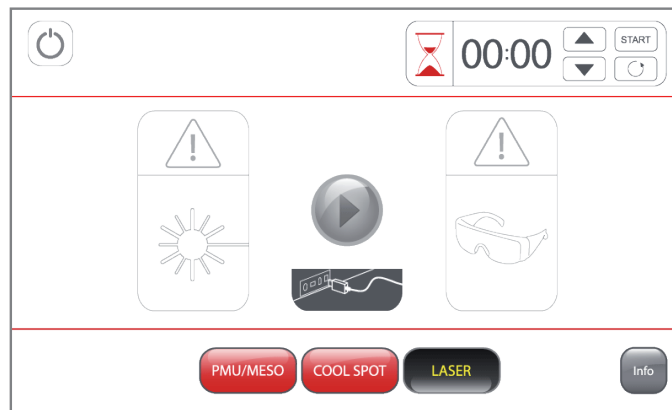 00:00
START
!
!
PMU/MESO
COOL SPOT
LASER
Info